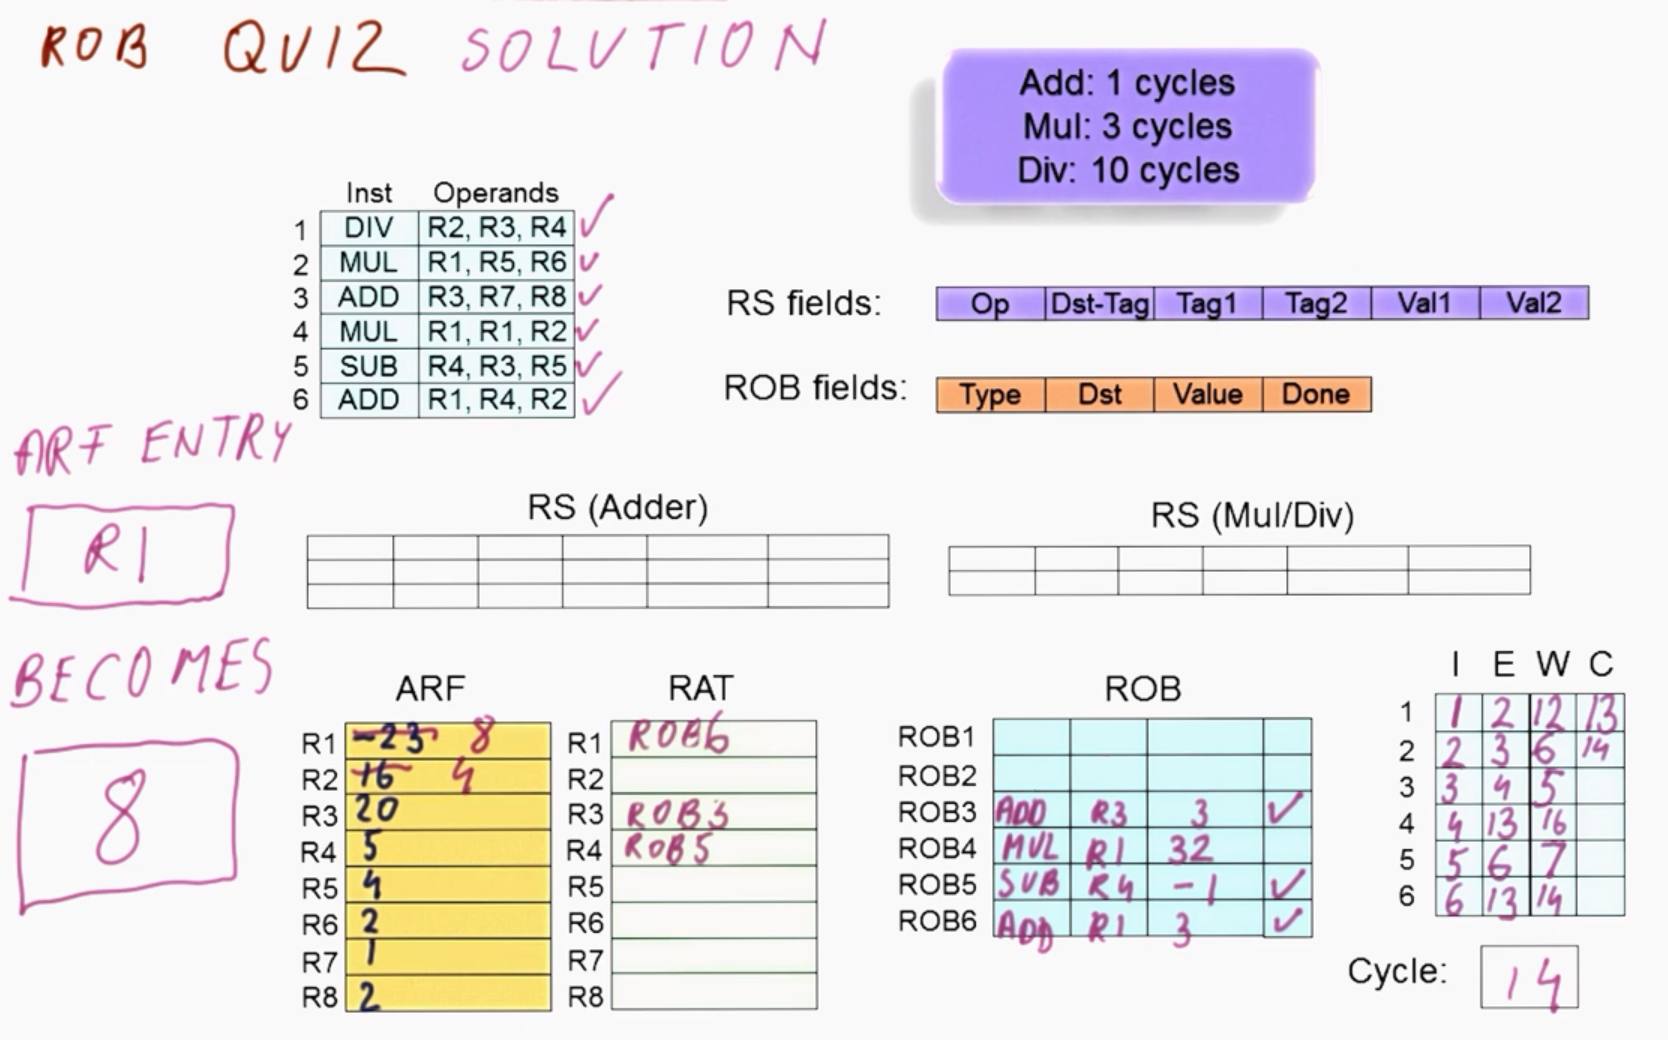 ROB QUIZ SOLUTION
Add: 1 cycles
Mul: 3 cycles
Div: 10 cycles
Inst Operands
1 DIV R2, R3, R4 ✓
2 MUL R1, R5, R6 ✓
3 ADD R3, R7, R8 ✓
4 MUL R1, R1, R2 ✓
5 SUB R4, R3, R5 ✓
6 ADD R1, R4, R2 ✓
RS fields: Op Dst-Tag Tag1 Tag2 Val1 Val2
ROB fields: Type Dst Value Done
ARF ENTRY
R1
BECOMES
8
RS (Adder)
RS (Mul/Div)
ARF
R1 -23 8
R2 16 4
R3 20
R4 5
R5 4
R6 2
R7 1
R8 2
RAT
R1 ROB6
R2
R3 ROB3
R4 ROB5
R5
R6
R7
R8
ROB
ROB1
ROB2
ROB3 ADD R3 3 ✓
ROB4 MUL R1 32
ROB5 SUB R4 -1 ✓
ROB6 ADD R1 3 ✓
I E W C
1 1 2 12 13
2 2 3 6 14
3 3 4 5
4 4 13 16
5 5 6 7
6 6 13 14
Cycle: 14